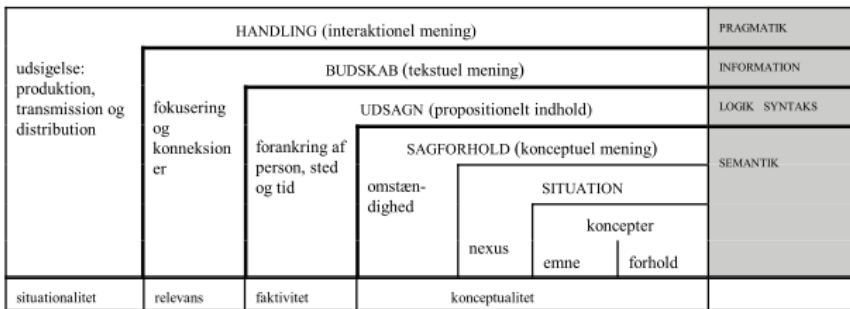 HANDLING (interaktionel mening)
PRAGMATIK
BUDSKAB (tekstuel mening)
INFORMATION
udsigelse:
produktion,
transmission og
distribution
UDSAGN (propositionelt indhold)
LOGIK SYNTAKS
fokusering
og
konneksion
er
SAGFORHOLD (konceptuel mening)
SEMANTIK
forankring af
person, sted
og tid
omstæn-
dighed
SITUATION
koncepter
nexus
emne
forhold
situationalitet
relevans
faktivitet
konceptualitet